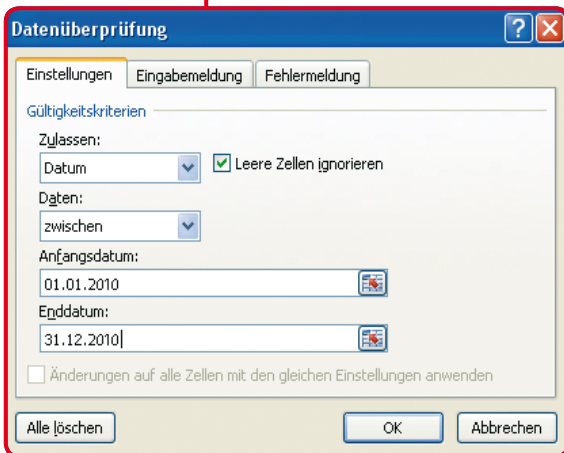 Datenüberprüfung
Einstellungen Eingabemeldung Fehlermeldung
Gültigkeitskriterien
Zulassen:
Datum Leere Zellen ignorieren
Daten:
zwischen
Anfangsdatum:
01.01.2010
Enddatum:
31.12.2010
Änderungen auf alle Zellen mit den gleichen Einstellungen anwenden
Alle löschen OK Abbrechen